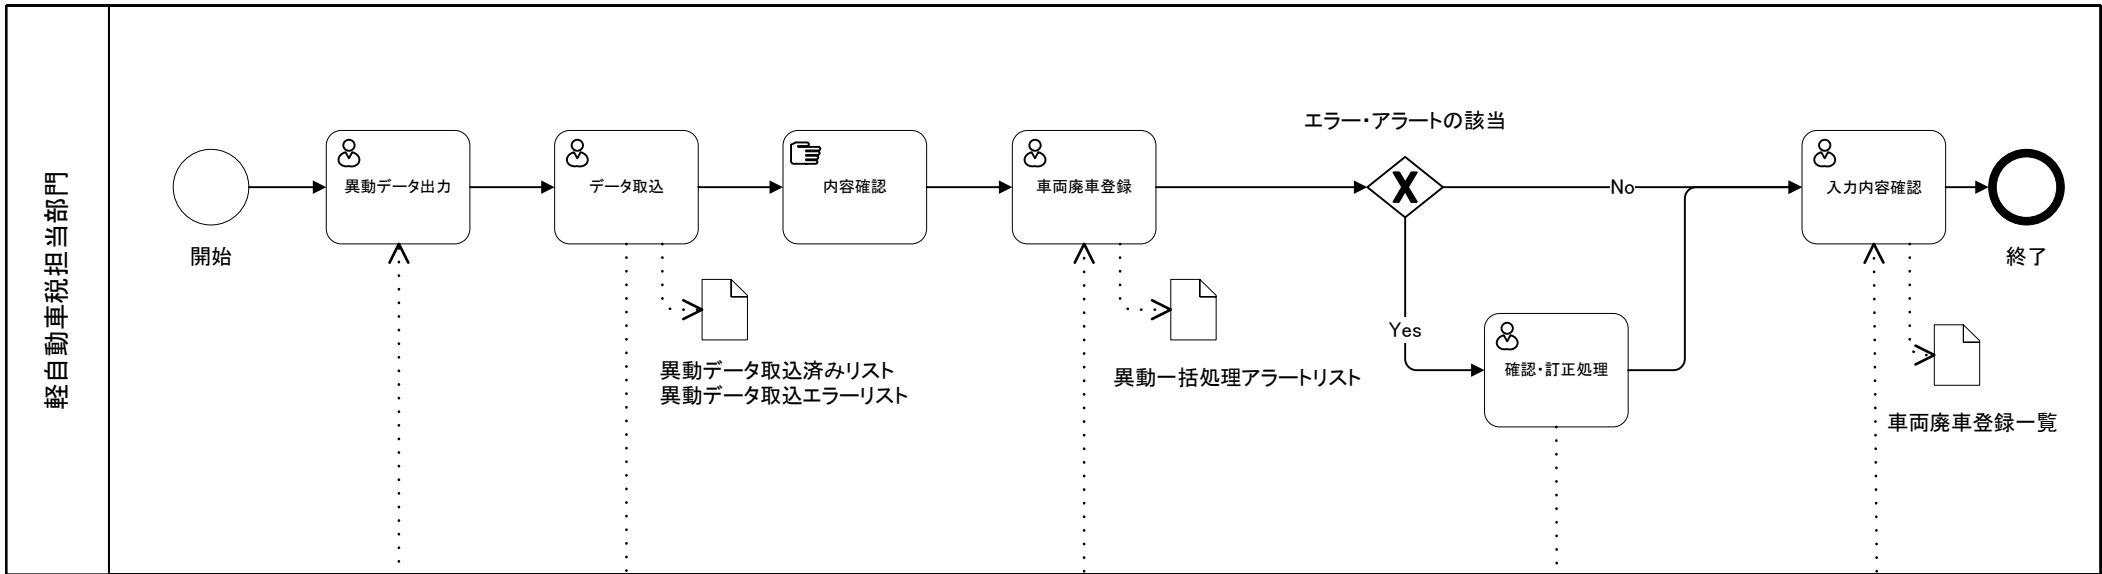 軽自動車税担当部門
開始
異動データ出力
データ取込
異動データ取込済みリスト
異動データ取込エラーリスト
内容確認
車両廃車登録
異動一括処理アラートリスト
エラー・アラートの該当
No
Yes
確認・訂正処理
入力内容確認
車両廃車登録一覧
終了